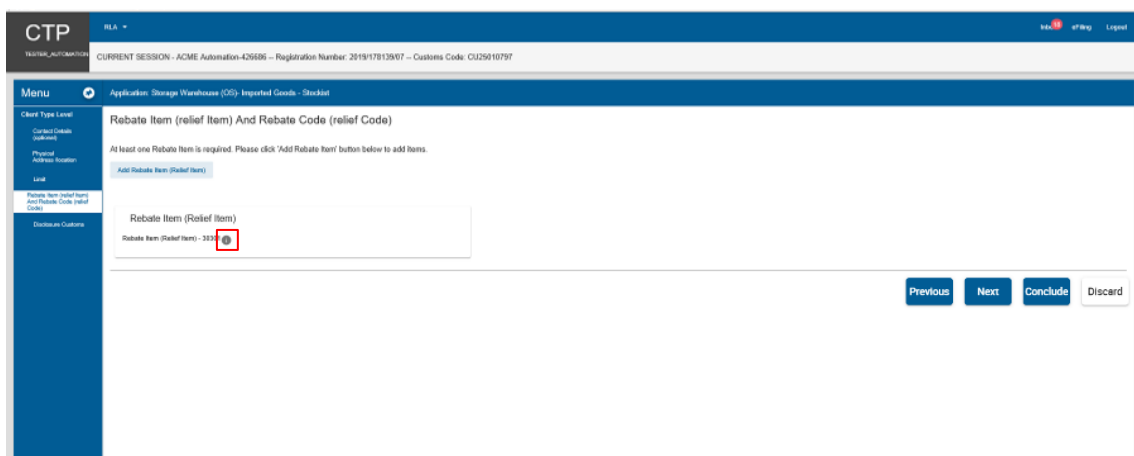 CTP
RLA
Inbox 15 eFiling Logout
TESTER_AUTOMATION
CURRENT SESSION - ACME Automation-426686 -- Registration Number: 2019/178139/07 -- Customs Code: CU25010797
Menu
Application: Storage Warehouse (OS)- Imported Goods - Stockist
Client Type Level
Contact Details
(optional)
Physical
Address /location
Limit
Rebate Item (relief Item)
And Rebate Code (relief
Code)
Disclosure Customs
Rebate Item (relief Item) And Rebate Code (relief Code)
At least one Rebate Item is required. Please click 'Add Rebate Item' button below to add items.
Add Rebate Item (Relief Item)
Rebate Item (Relief Item)
Rebate Item (Relief Item) -
Previous Next Conclude Discard